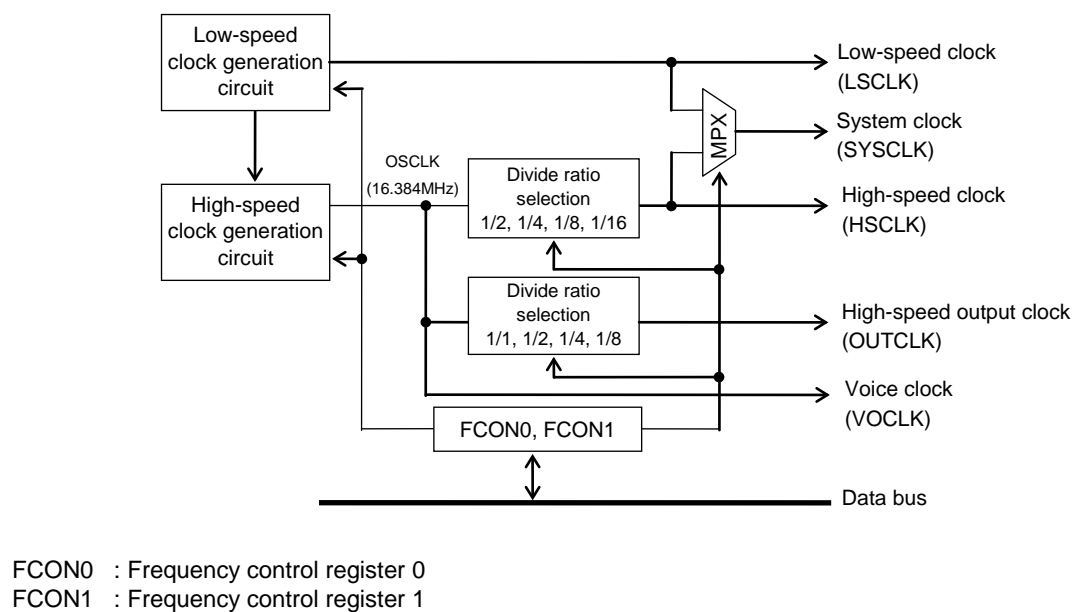 Low-speed
clock generation
circuit
Low-speed clock
(LSCLK)
MPX
System clock
(SYSCLK)
OSCLK
(16.384MHz)
High-speed
clock generation
circuit
Divide ratio
selection
1/2, 1/4, 1/8, 1/16
High-speed clock
(HSCLK)
Divide ratio
selection
1/1, 1/2, 1/4, 1/8
High-speed output clock
(OUTCLK)
Voice clock
(VOCLK)
FCON0, FCON1
Data bus
FCON0 : Frequency control register 0
FCON1 : Frequency control register 1